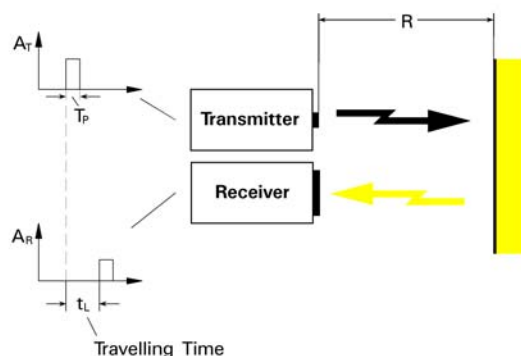 R
A_T
T_P
Transmitter
Receiver
A_R
t_L
Travelling Time